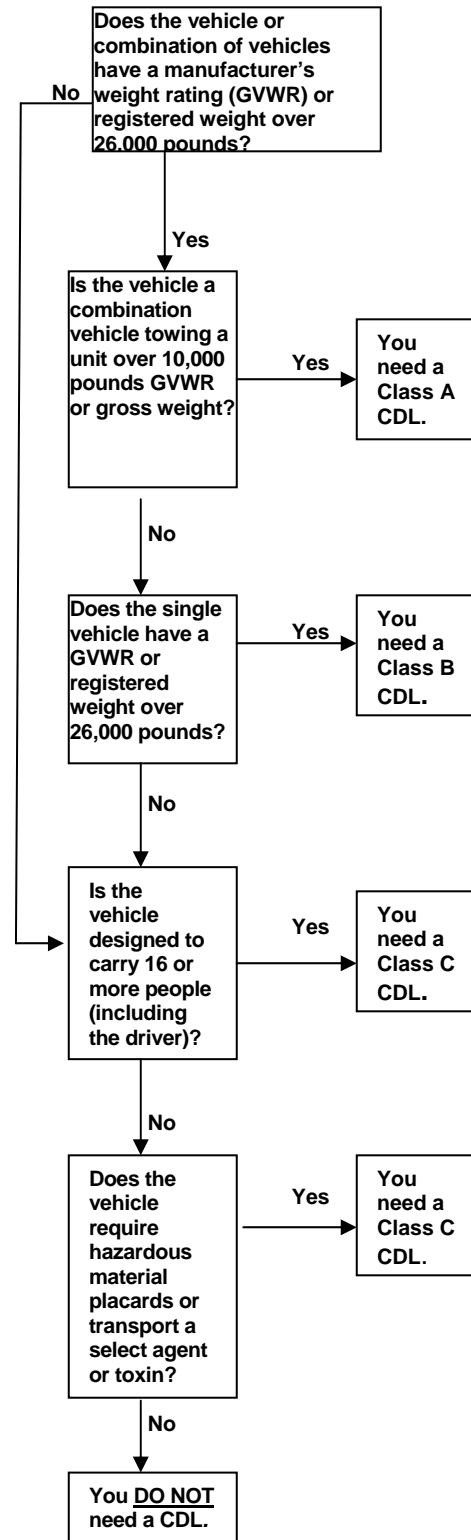 Does the vehicle or
combination of vehicles
have a manufacturer's
weight rating (GVWR) or
registered weight over
26,000 pounds?
No
Yes
Is the vehicle a
combination
vehicle towing a
unit over 10,000
pounds GVWR
or gross weight?
Yes
You
need a
Class A
CDL.
No
Does the single
vehicle have a
GVWR or
registered
weight over
26,000 pounds?
Yes
You
need a
Class B
CDL.
No
Is the
vehicle
designed to
carry 16 or
more people
(including
the driver)?
Yes
You
need a
Class C
CDL.
No
Does the
vehicle
require
hazardous
material
placards or
transport a
select agent
or toxin?
Yes
You
need a
Class C
CDL.
No
You DO NOT
need a CDL.